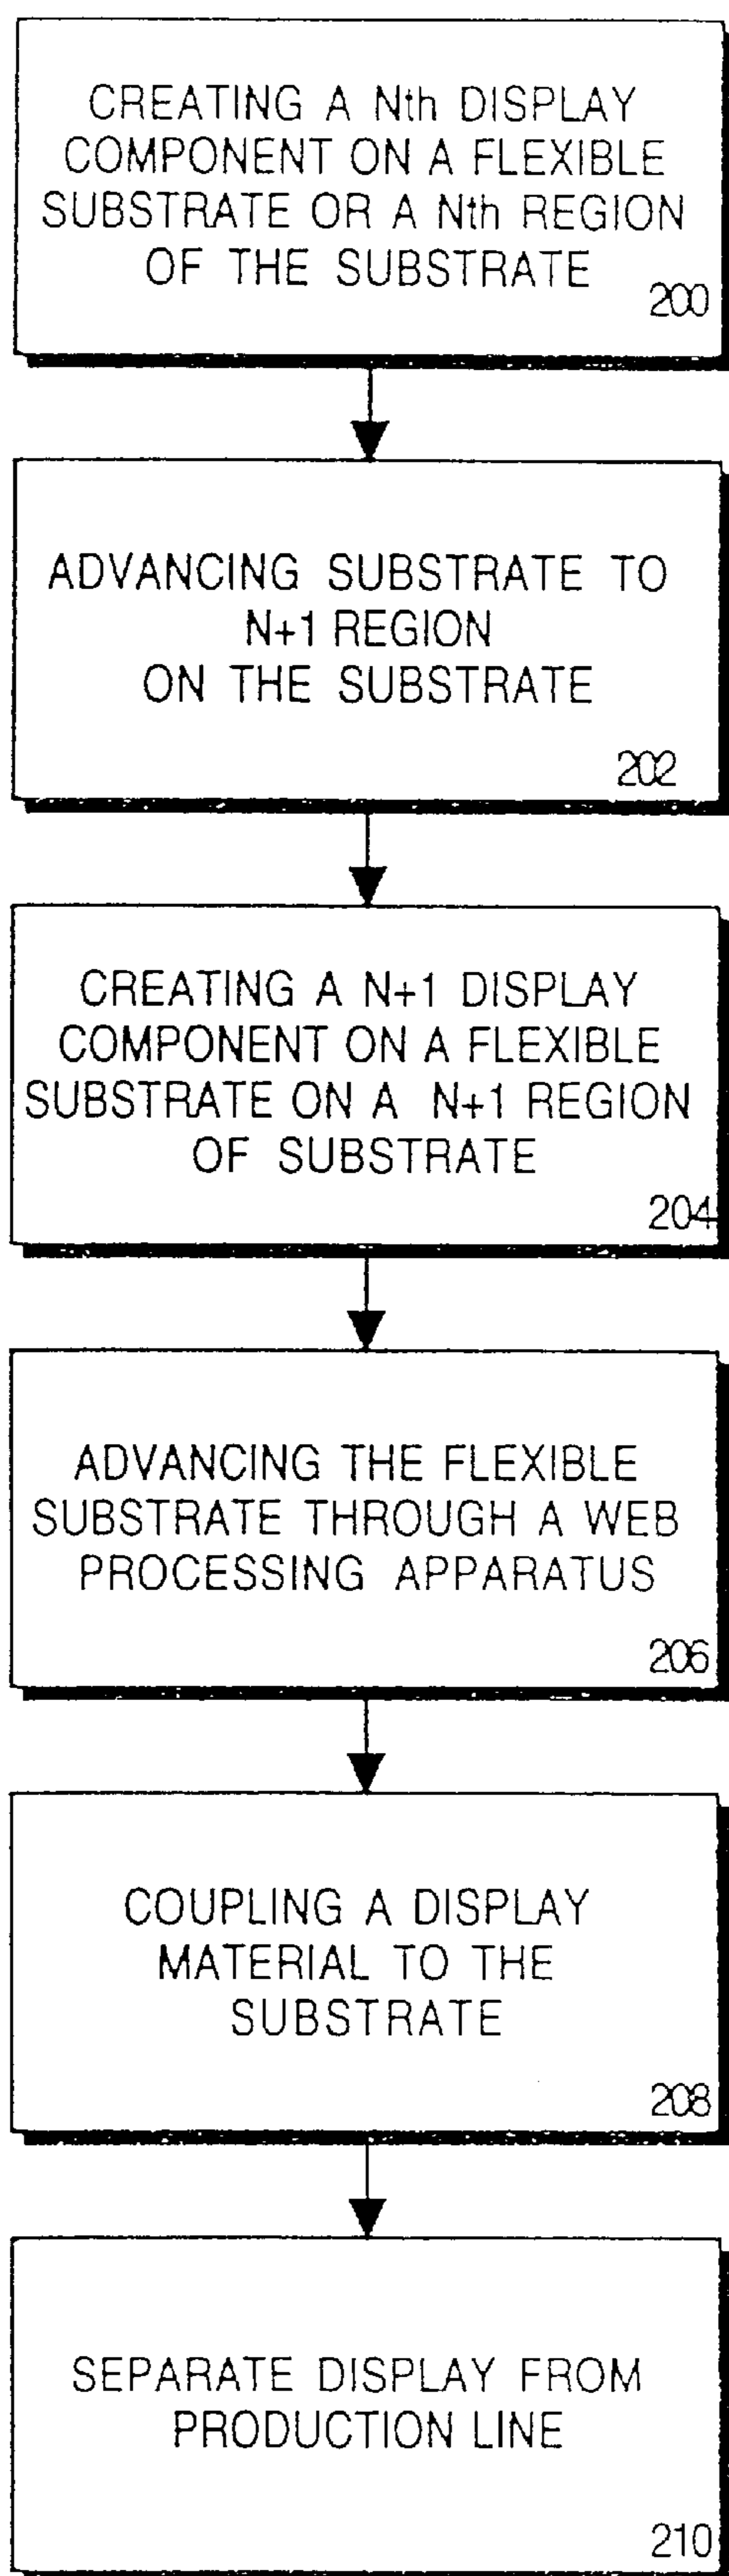 CREATING A Nth DISPLAY
COMPONENT ON A FLEXIBLE
SUBSTRATE OR A Nth REGION
OF THE SUBSTRATE
200
ADVANCING SUBSTRATE TO
N+1 REGION
ON THE SUBSTRATE
202
CREATING A N+1 DISPLAY
COMPONENT ON A FLEXIBLE
SUBSTRATE ON A N+1 REGION
OF SUBSTRATE
204
ADVANCING THE FLEXIBLE
SUBSTRATE THROUGH A WEB
PROCESSING APPARATUS
206
COUPLING A DISPLAY
MATERIAL TO THE
SUBSTRATE
208
SEPARATE DISPLAY FROM
PRODUCTION LINE
210